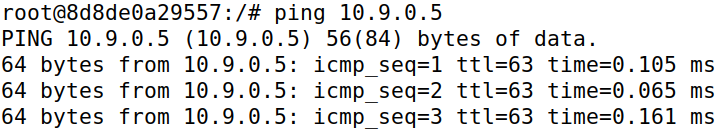 root@8d8de0a29557:/# ping 10.9.0.5
PING 10.9.0.5 (10.9.0.5) 56(84) bytes of data.
64 bytes from 10.9.0.5: icmp_seq=1 ttl=63 time=0.105 ms
64 bytes from 10.9.0.5: icmp_seq=2 ttl=63 time=0.065 ms
64 bytes from 10.9.0.5: icmp_seq=3 ttl=63 time=0.161 ms